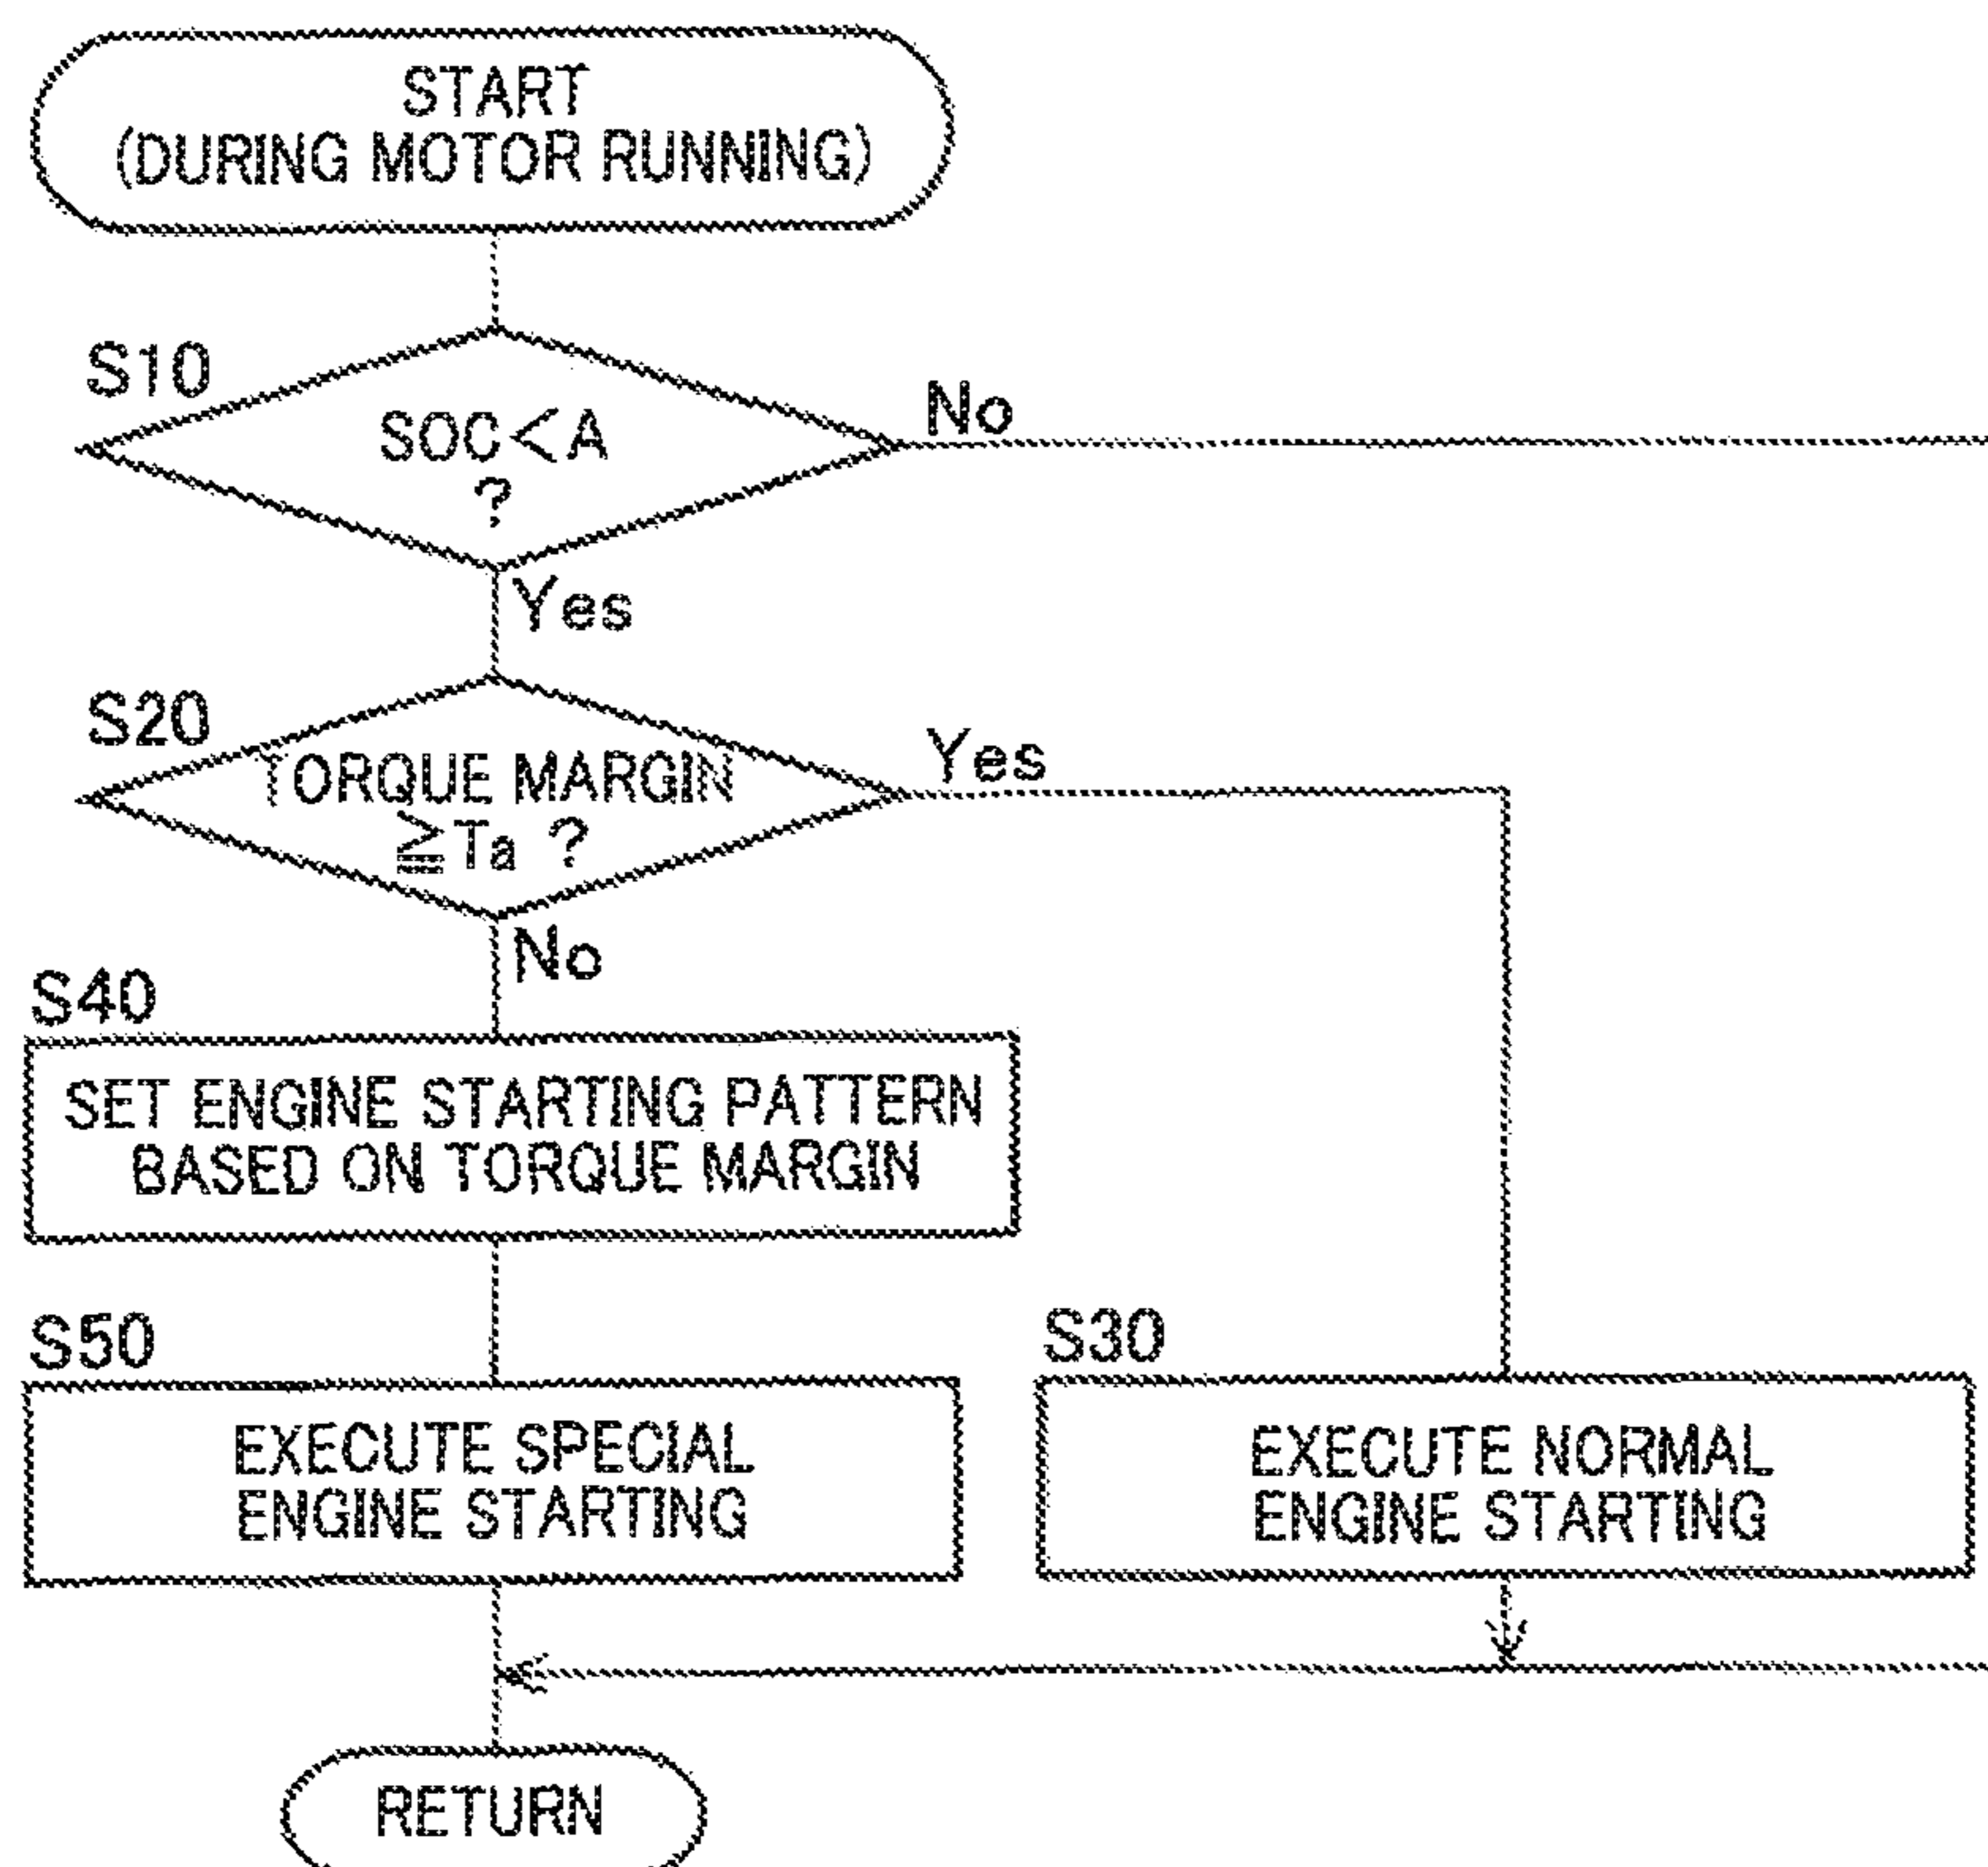 START
(DURING MOTOR RUNNING)
S10
SOC<A
?
No
Yes
S20
TORQUE MARGIN
≧Ta ?
Yes
No
S40
SET ENGINE STARTING PATTERN
BASED ON TORQUE MARGIN
S50
EXECUTE SPECIAL
ENGINE STARTING
S30
EXECUTE NORMAL
ENGINE STARTING
RETURN